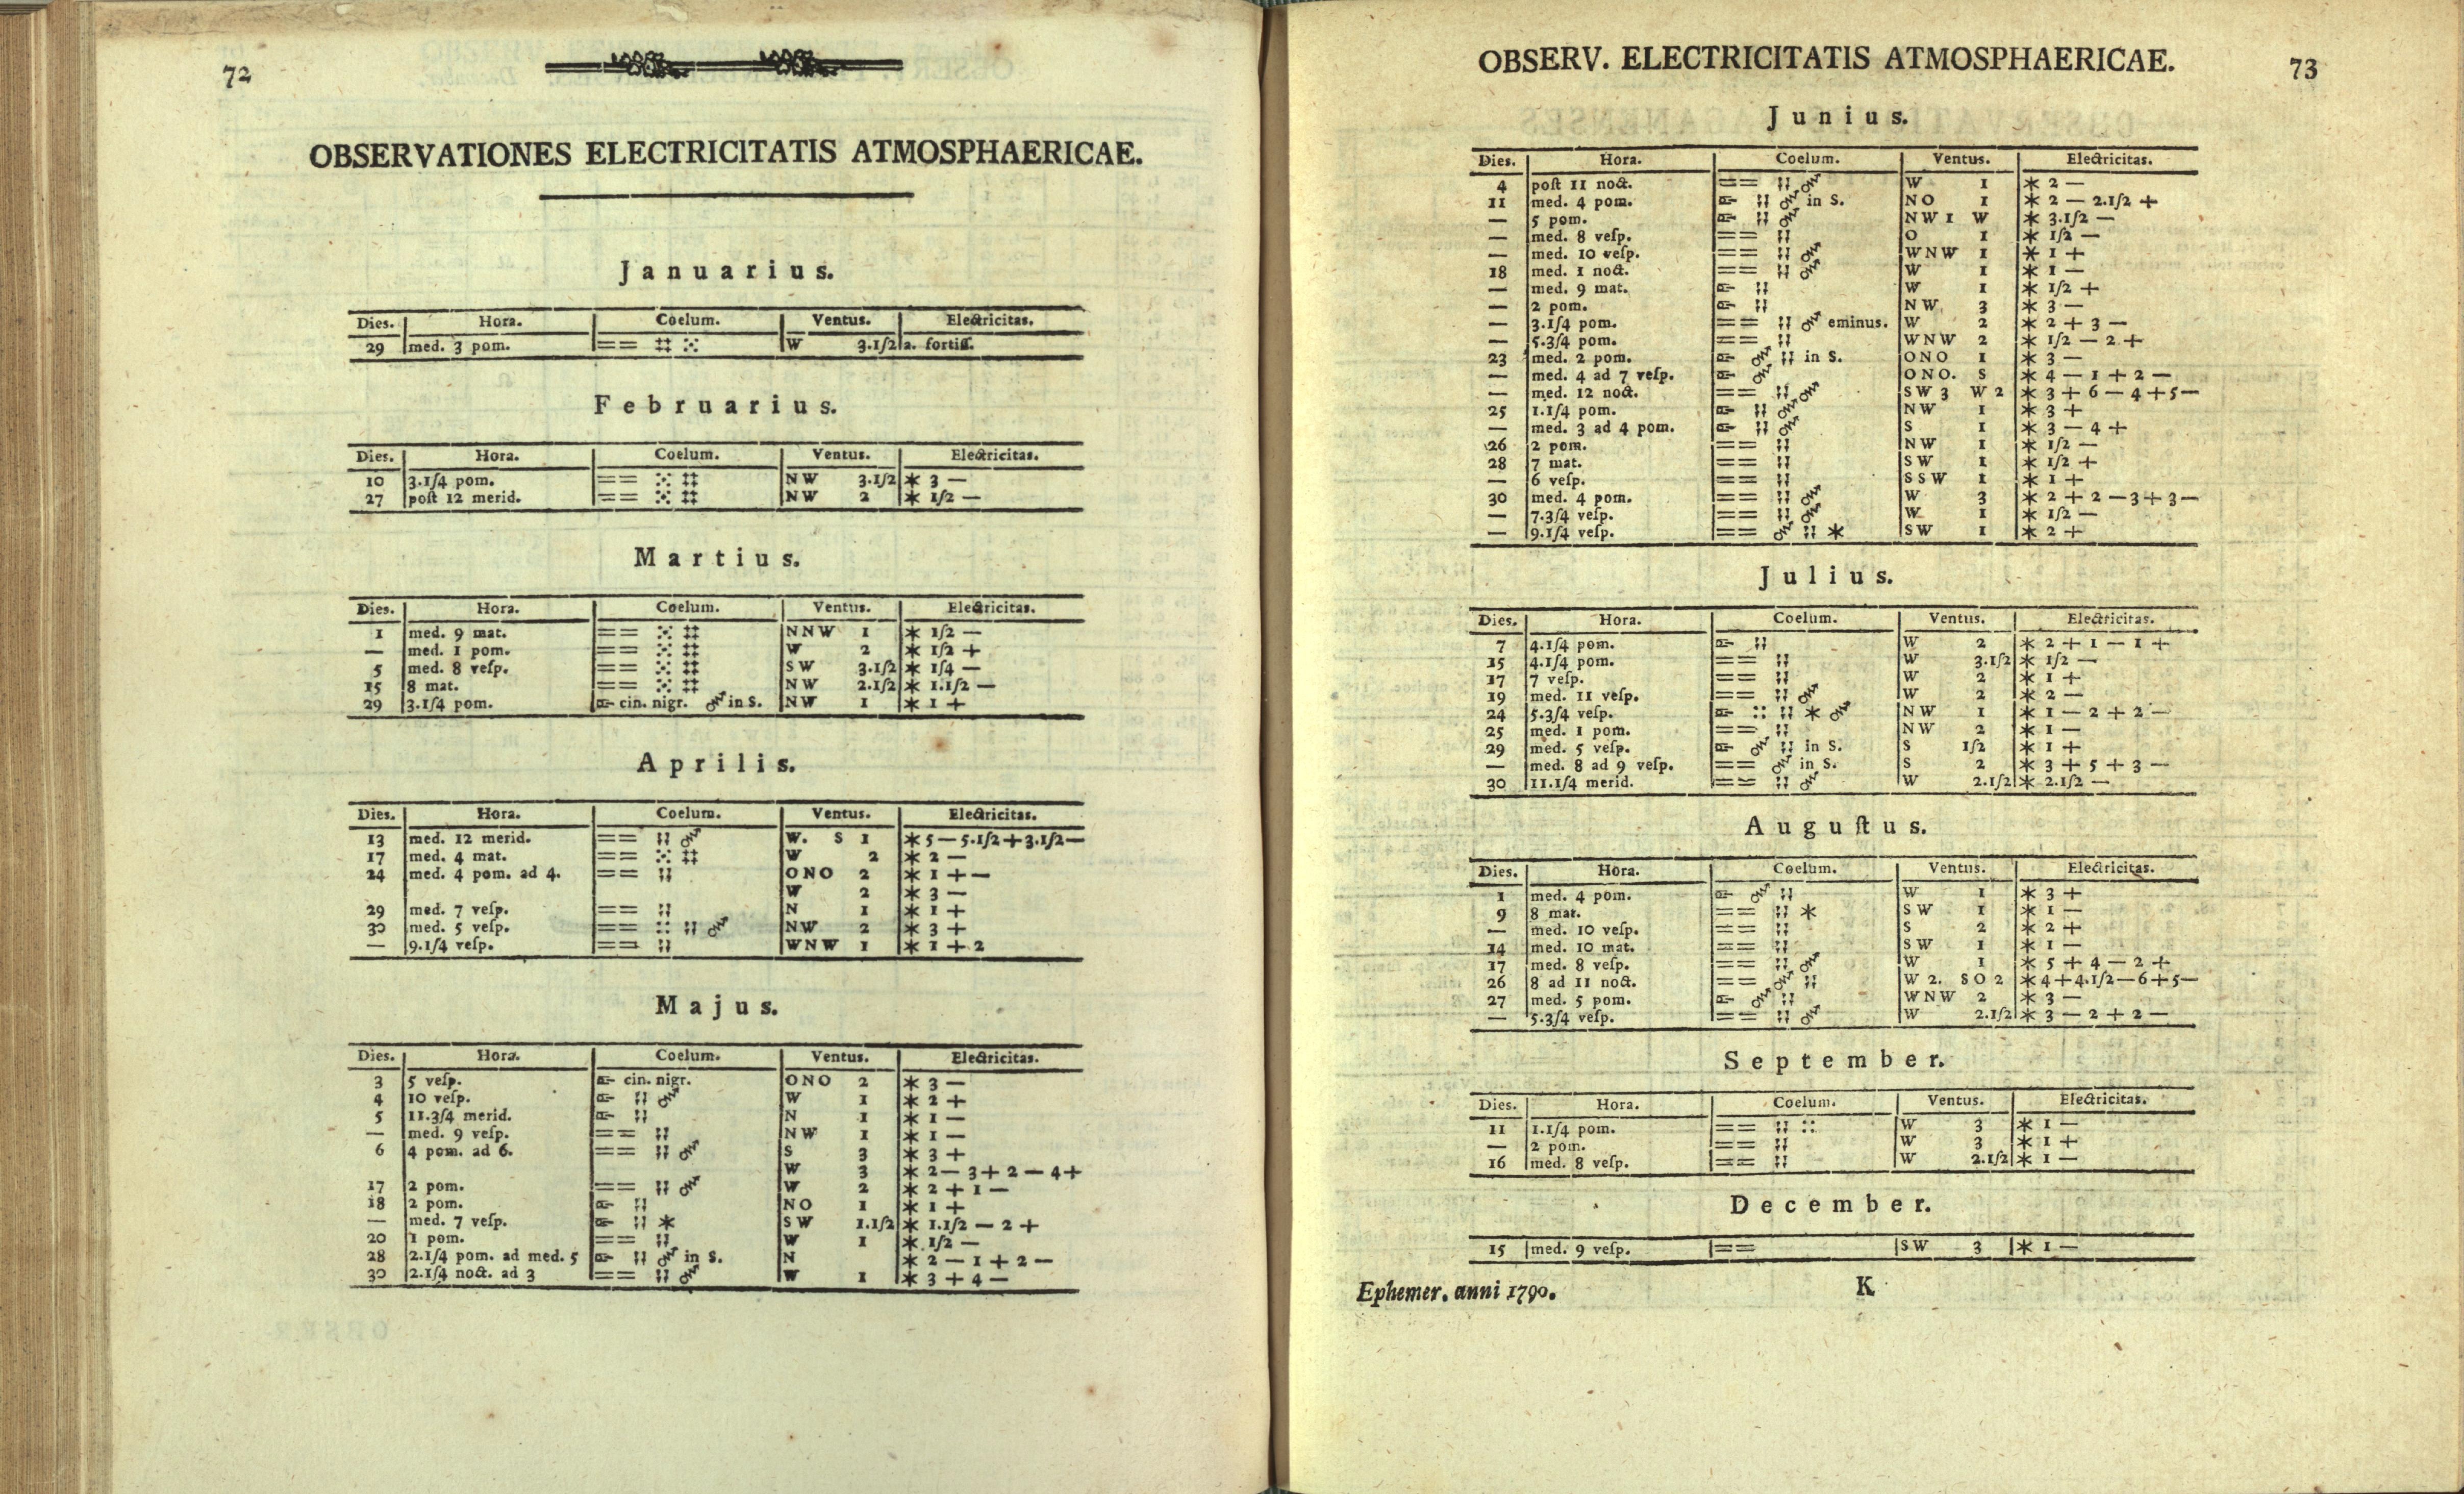 72
OBSERVATIONES ELECTRICITATIS ATMOSPHAERICAE.
Januarius.
Dies. Hora. Coelum. Ventus. Electricitas.
29 med. 3 pom. == W 3.1/2 a. fortiſſ.
Februarius.
Dies. Hora. Coelum. Ventus. Electricitas.
10 3.1/4 pom. == NW 3.1/2 * 3 —
27 poſt 12 merid. == NW 2 * 1/2 —
Martius.
Dies. Hora. Coelum. Ventus. Electricitas.
1 med. 9 mat. == NNW 1 * 1/2 —
— med. 1 pom. == W 2 * 1/2 +
5 med. 8 veſp. == SW 3.1/2 * 1/4 —
15 8 mat. == NW 2.1/2 * 1.1/2 —
29 3.1/4 pom. cin. nigr. in S. NW 1 * 1 +
Aprilis.
Dies. Hora. Coelum. Ventus. Electricitas.
13 med. 12 merid. == W. S 1 * 5 — 5.1/2 + 3.1/2 —
17 med. 4 mat. == W 2 * 2 —
24 med. 4 pom. ad 4. == ONO 2 * 1 + —
W 2 * 3 —
29 med. 7 veſp. == N 1 * 1 +
30 med. 5 veſp. == :: NW 2 * 3 +
— 9.1/4 veſp. == WNW 1 * 1 + 2
Majus.
Dies. Hora. Coelum. Ventus. Electricitas.
3 5 veſp. cin. nigr. ONO 2 * 3 —
4 10 veſp. W 1 * 2 +
5 11.3/4 merid. N 1 * 1 —
— med. 9 veſp. == NW 1 * 1 —
6 4 pom. ad 6. == S 3 * 3 +
W 3 * 2 — 3 + 2 — 4 +
17 2 pom. == W 2 * 2 + 1 —
18 2 pom. NO 1 * 1 +
— med. 7 veſp. * SW 1.1/2 * 1.1/2 — 2 +
20 1 pom. == W 1 * 1/2 —
28 2.1/4 pom. ad med. 5 in S. N * 2 — 1 + 2 —
30 2.1/4 noct. ad 3 == W 1 * 3 + 4 —
OBSERV. ELECTRICITATIS ATMOSPHAERICAE. 73
Junius.
Dies. Hora. Coelum. Ventus. Electricitas.
4 poſt 11 noct. == W 1 * 2 —
11 med. 4 pom. in S. NO 1 * 2 — 2.1/2 +
— 5 pom. NW 1 W * 3.1/2 —
— med. 8 veſp. == O 1 * 1/2 —
— med. 10 veſp. == WNW 1 * 1 +
18 med. 1 noct. == W 1 * 1 —
— med. 9 mat. W 1 * 1/2 +
— 2 pom. NW 3 * 3 —
— 3.1/4 pom. == eminus. W 2 * 2 + 3 —
— 5.3/4 pom. == WNW 2 * 1/2 — 2 +
23 med. 2 pom. in S. ONO 1 * 3 —
— med. 4 ad 7 veſp. ONO. S * 4 — 1 + 2 —
— med. 12 noct. == SW 3 W 2 * 3 + 6 — 4 + 5 —
25 1.1/4 pom. NW 1 * 3 +
— med. 3 ad 4 pom. S 1 * 3 — 4 +
26 2 pom. == NW 1 * 1/2 —
28 7 mat. == SW 1 * 1/2 +
— 6 veſp. == SSW 1 * 1 +
30 med. 4 pom. == W 3 * 2 + 2 — 3 + 3 —
— 7.3/4 veſp. == W 1 * 1/2 —
— 9.1/4 veſp. == * SW 1 * 2 +
Julius.
Dies. Hora. Coelum. Ventus. Electricitas.
7 4.1/4 pom. W 2 * 2 + 1 — 1 +
15 4.1/4 pom. == W 3.1/2 * 1/2 —
17 7 veſp. == W 2 * 1 +
19 med. 11 veſp. == W 2 * 2 —
24 5.3/4 veſp. :: * NW 1 * 1 — 2 + 2 —
25 med. 1 pom. == NW 2 * 1 —
29 med. 5 veſp. in S. S 1/2 * 1 +
— med. 8 ad 9 veſp. == in S. S 2 * 3 + 5 + 3 —
30 11.1/4 merid. == W 2.1/2 * 2.1/2 —
Auguſtus.
Dies. Hora. Coelum. Ventus. Electricitas.
1 med. 4 pom. W 1 * 3 +
9 8 mat. == * SW 1 * 1 —
— med. 10 veſp. == S 2 * 2 +
14 med. 10 mat. == SW 1 * 1 —
17 med. 8 veſp. == W 1 * 5 + 4 — 2 +
26 8 ad 11 noct. == W 2. SO 2 * 4 + 4.1/2 — 6 + 5 —
27 med. 5 pom. WNW 2 * 3 —
— 5.3/4 veſp. == W 2.1/2 * 3 — 2 + 2 —
September.
Dies. Hora. Coelum. Ventus. Electricitas.
11 1.1/4 pom. == :: W 3 * 1 —
— 2 pom. == W 3 * 1 +
16 med. 8 veſp. == W 2.1/2 * 1 —
December.
15 med. 9 veſp. == SW 3 * 1 —
Ephemer. anni 1790. K